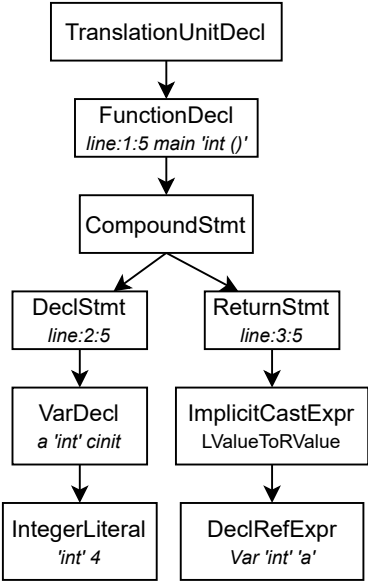 TranslationUnitDecl
FunctionDecl
line:1:5 main 'int ()'
CompoundStmt
DeclStmt
line:2:5
ReturnStmt
line:3:5
VarDecl
a 'int' cinit
ImplicitCastExpr
LValueToRValue
IntegerLiteral
'int' 4
DeclRefExpr
Var 'int' 'a'